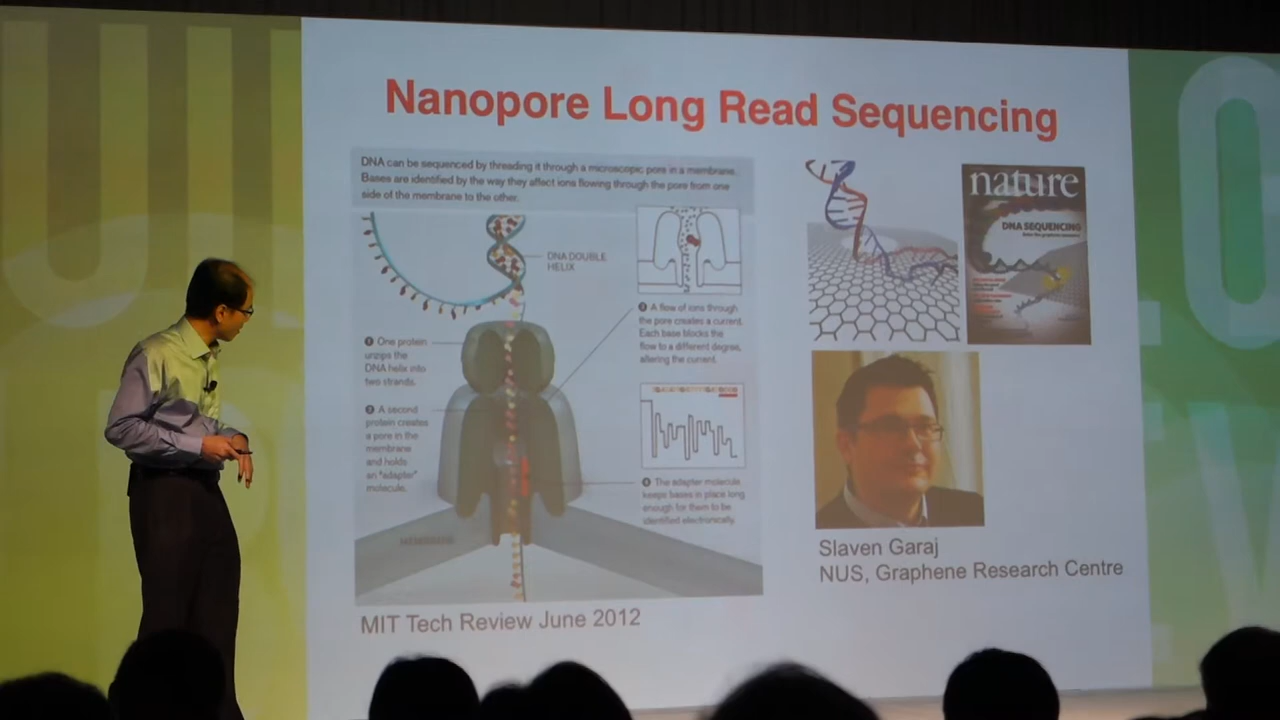 Nanopore Long Read Sequencing
DNA can be sequenced by threading it through a microscopic pore in a membrane.
Bases are identified by the way they affect ions flowing through the pore from one
side of the membrane to the other.
DNA DOUBLE
HELIX
1 One protein
unzips the
DNA helix into
two strands.
2 A second
protein creates
a pore in the
membrane
and holds
an "adapter"
molecule.
3 A flow of ions through
the pore creates a current.
Each base blocks the
flow to a different degree,
altering the current.
4 The adapter molecule
keeps bases in place long
enough for them to be
identified electronically.
MEMBRANE
MIT Tech Review June 2012
nature
DNA SEQUENCING
Slaven Garaj
NUS, Graphene Research Centre